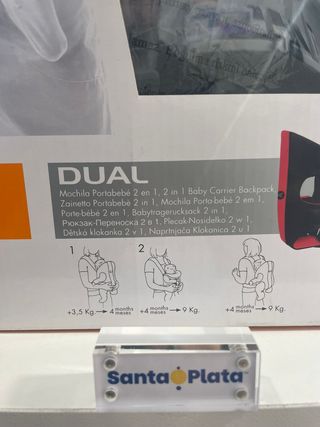 DUAL
Mochila Portabebé 2 en 1, 2 in 1 Baby Carrier Backpack
Zainetto Portabebé 2 in 1, Mochila Porta-bebé 2 em 1
Porte-bébé 2 en 1, Babytragerucksack 2 in 1,
Рюкзак-Переноска 2 в 1, Plecak-Nosidełko 2 w 1,
Dětská klokanka 2 v 1, Naprtnjača Klokanica 2 u 1
1 2
+3,5 Kg. → 4 months meses +4 months meses → 9 Kg. +4 months meses → 9 Kg.
Santa Plata